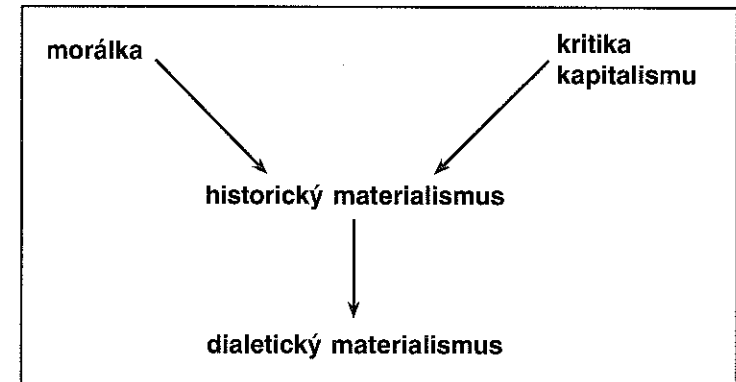 morálka
kritika
kapitalismu
historický materialismus
dialetický materialismus